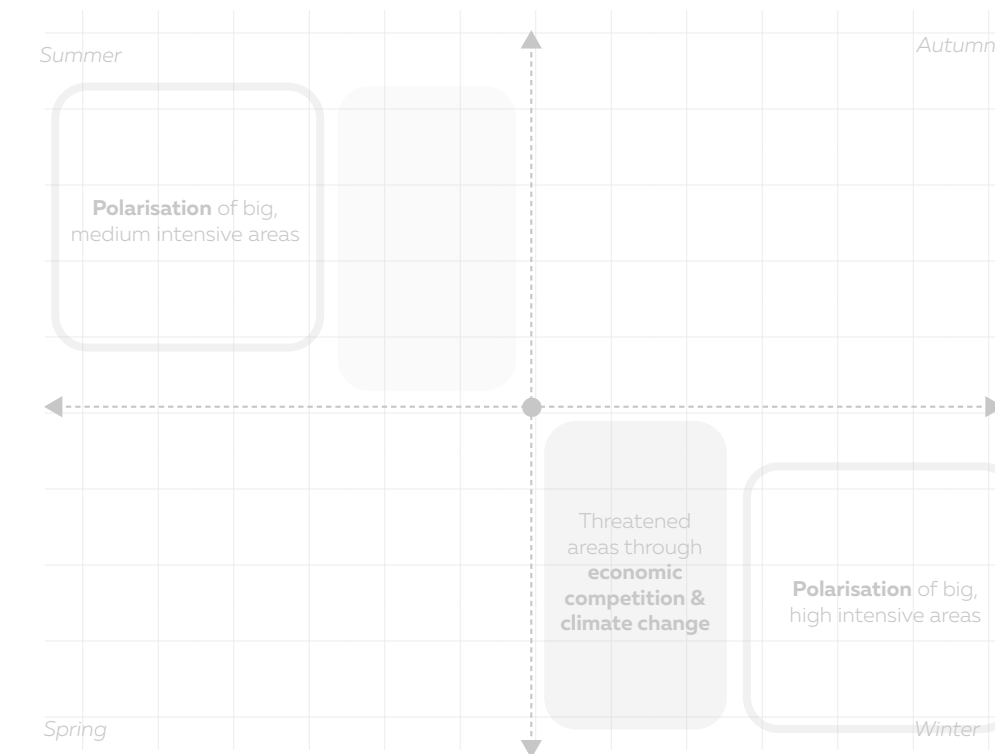 Summer
Autumn
Polarisation of big,
medium intensive areas
Threatened
areas through
economic
competition &
climate change
Polarisation of big,
high intensive areas
Spring
Winter